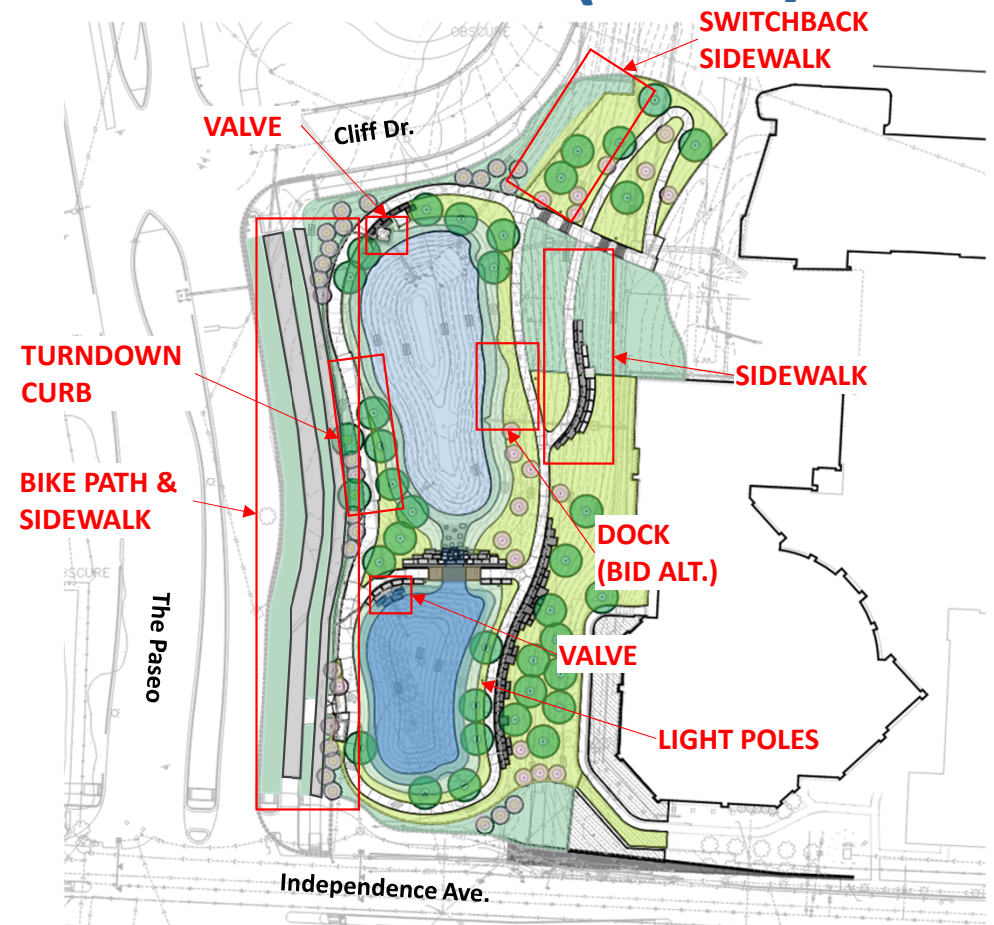 OBSCURE
SWITCHBACK
SIDEWALK
VALVE
Cliff Dr.
TURNDOWN
CURB
SIDEWALK
BIKE PATH &
SIDEWALK
DOCK
(BID ALT.)
The Paseo
VALVE
LIGHT POLES
Independence Ave.